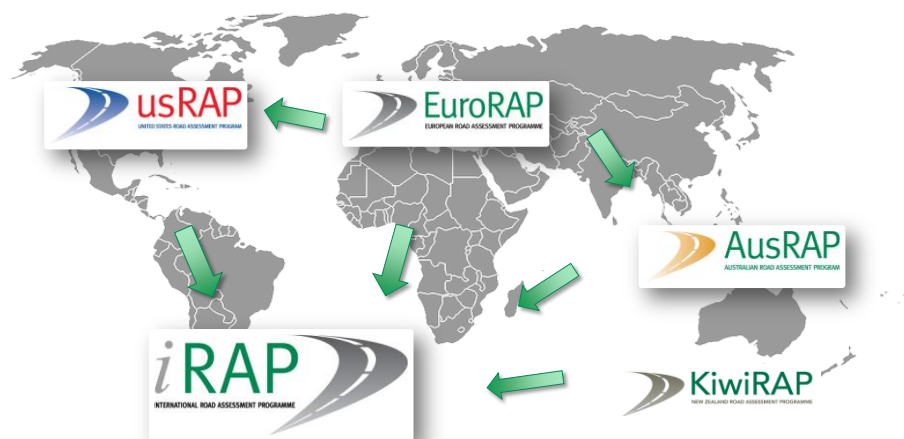 usRAP
UNITED STATES ROAD ASSESSMENT PROGRAM
EuroRAP
EUROPEAN ROAD ASSESSMENT PROGRAMME
AusRAP
AUSTRALIAN ROAD ASSESSMENT PROGRAM
iRAP
INTERNATIONAL ROAD ASSESSMENT PROGRAMME
KiwiRAP
NEW ZEALAND ROAD ASSESSMENT PROGRAMME